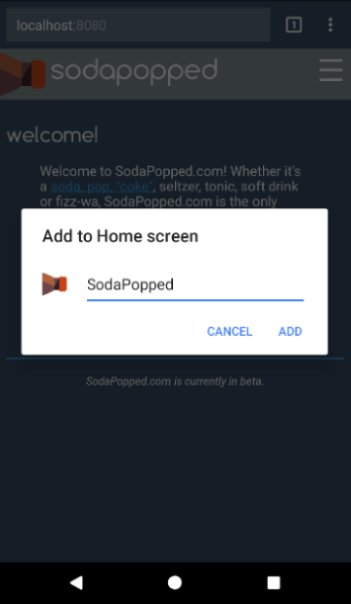 localhost:8080
1
sodapopped
welcome!
Welcome to SodaPopped.com! Whether it's
a soda, pop, "coke", seltzer, tonic, soft drink
or fizz-wa, SodaPopped.com is the only
Add to Home screen
SodaPopped
CANCEL ADD
SodaPopped.com is currently in beta.